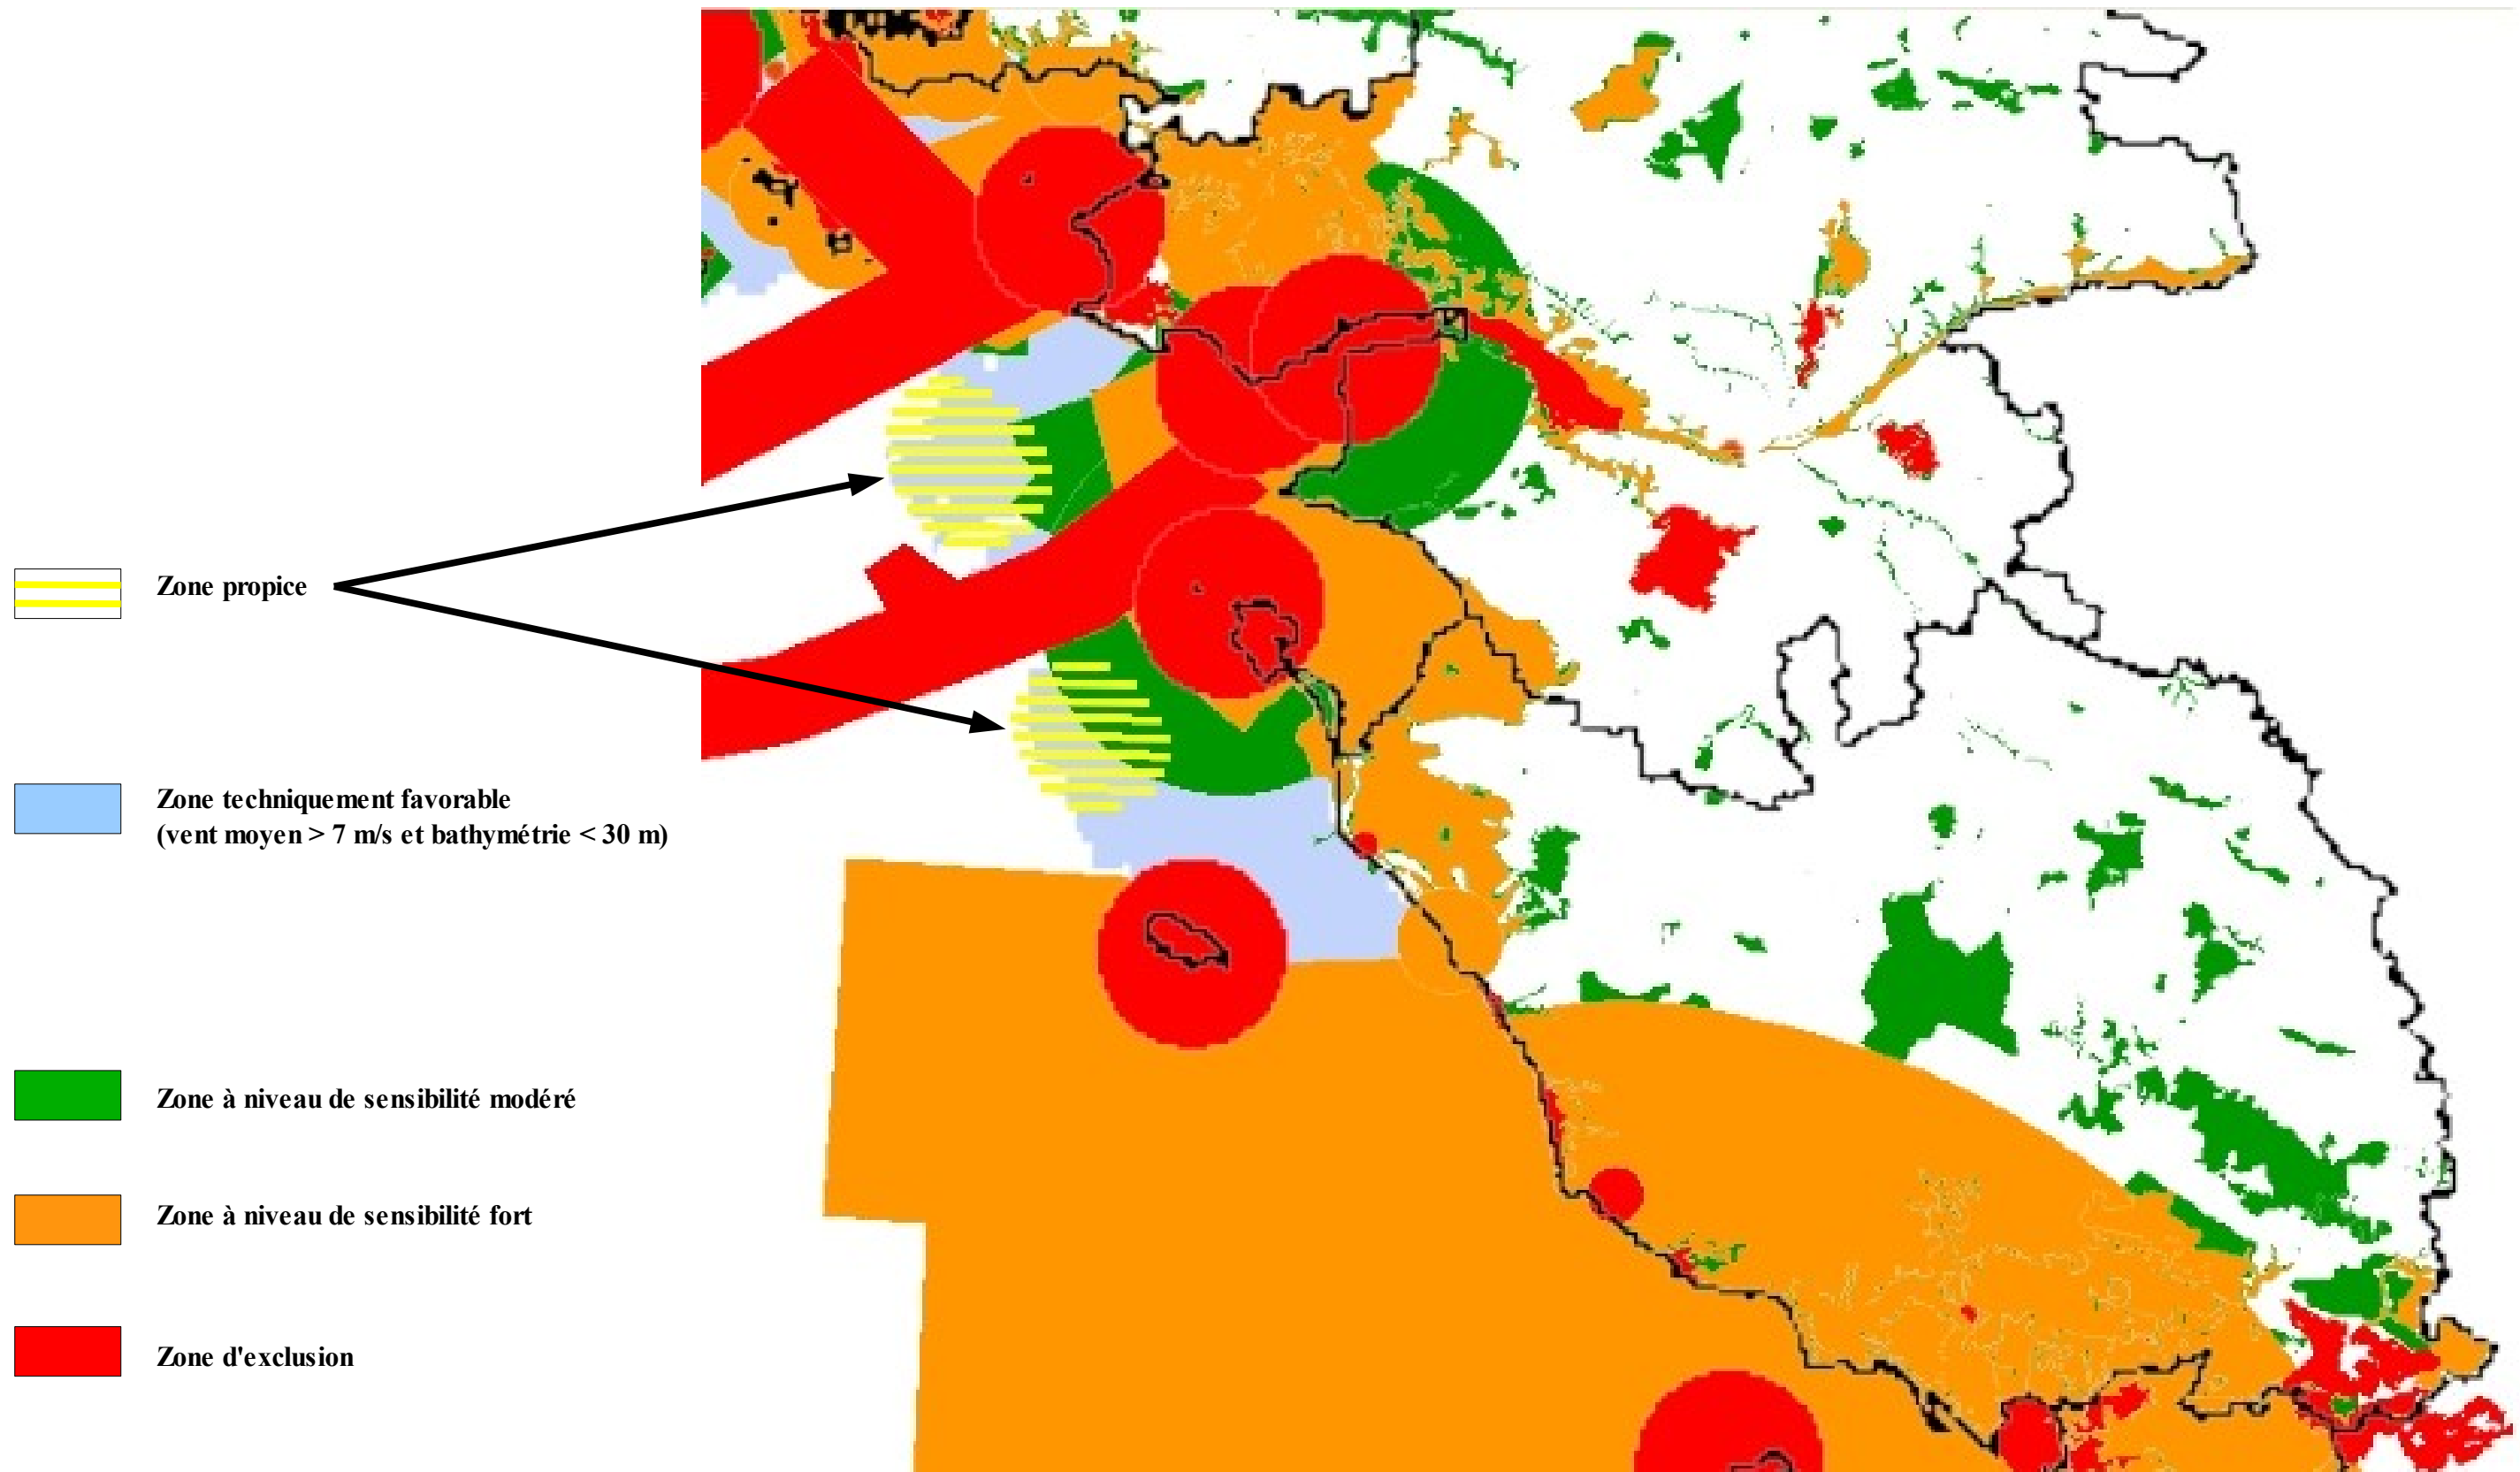 Zone propice
Zone techniquement favorable
(vent moyen > 7 m/s et bathymétrie < 30 m)
Zone à niveau de sensibilité modéré
Zone à niveau de sensibilité fort
Zone d'exclusion